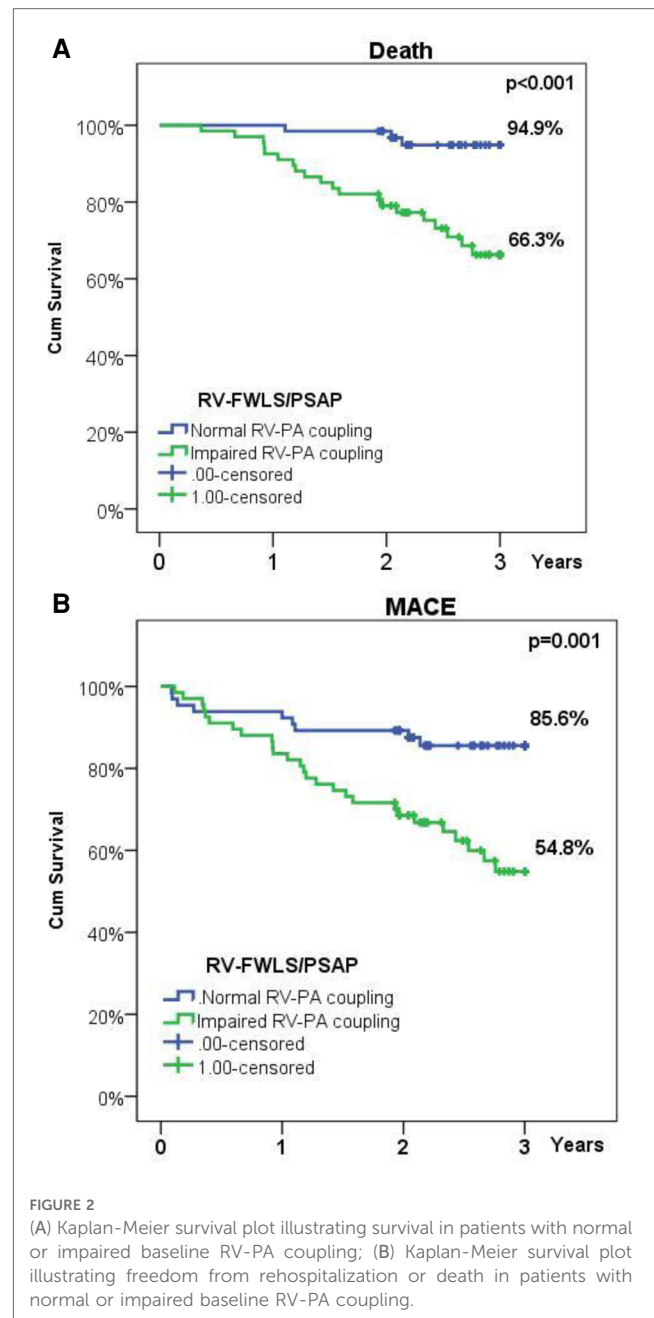 A
Death
p<0.001
94.9%
66.3%
100%
80%
60%
40%
20%
0%
Cum Survival
RV-FWLS/PSAP
Normal RV-PA coupling
Impaired RV-PA coupling
.00-censored
1.00-censored
0 1 2 3 Years
B
MACE
p=0.001
85.6%
54.8%
100%
80%
60%
40%
20%
0%
Cum Survival
RV-FWLS/PSAP
.Normal RV-PA coupling
Impaired RV-PA coupling
.00-censored
1.00-censored
0 1 2 3 Years
FIGURE 2
(A) Kaplan-Meier survival plot illustrating survival in patients with normal
or impaired baseline RV-PA coupling; (B) Kaplan-Meier survival plot
illustrating freedom from rehospitalization or death in patients with
normal or impaired baseline RV-PA coupling.